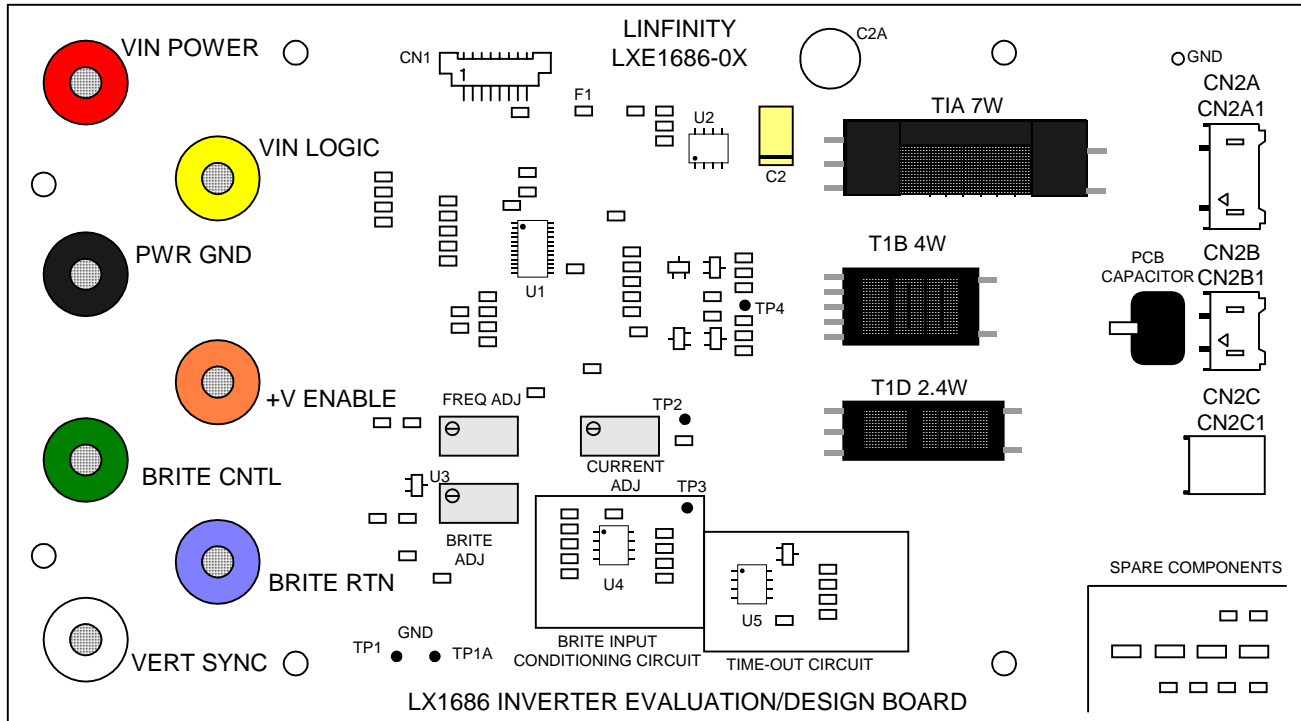 VIN POWER
CN1
1
LINFINITY
LXE1686-0X
C2A
GND
F1
U2
C2
TIA 7W
CN2A
CN2A1
VIN LOGIC
PWR GND
U1
TP4
T1B 4W
PCB
CAPACITOR
CN2B
CN2B1
+V ENABLE
FREQ ADJ
TP2
T1D 2.4W
CN2C
CN2C1
BRITE CNTL
U3
CURRENT
ADJ
TP3
BRITE
ADJ
U4
U5
BRITE RTN
SPARE COMPONENTS
VERT SYNC
TP1
GND
TP1A
BRITE INPUT
CONDITIONING CIRCUIT
TIME-OUT CIRCUIT
LX1686 INVERTER EVALUATION/DESIGN BOARD